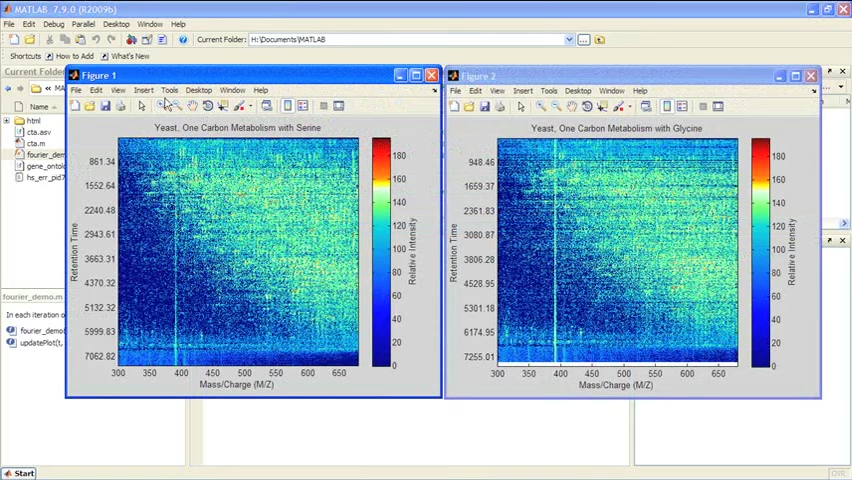 MATLAB 7.9.0 (R2009b)
File Edit Debug Parallel Desktop Window Help
Current Folder: H:\Documents\MATLAB
Shortcuts How to Add What's New
Current Folder
Name
html
cta.asv
cta.m
fourier_dem
gene_ontol
hs_err_pid7
fourier_demo.m
In each iteration o
fourier_demo(
updatePlot(t,
Figure 1
File Edit View Insert Tools Desktop Window Help
Yeast, One Carbon Metabolism with Serine
Retention Time
861.34
1552.64
2240.48
2943.61
3663.31
4370.32
5132.32
5999.83
7062.82
300 350 400 450 500 550 600 650
Mass/Charge (M/Z)
180
160
140
120
100
80
60
40
20
0
Relative Intensity
Figure 2
File Edit View Insert Tools Desktop Window Help
Yeast, One Carbon Metabolism with Glycine
Retention Time
948.46
1659.37
2361.83
3080.87
3806.28
4528.95
5301.18
6174.95
7255.01
300 350 400 450 500 550 600 650
Mass/Charge (M/Z)
180
160
140
120
100
80
60
40
20
0
Relative Intensity
Start
OVR